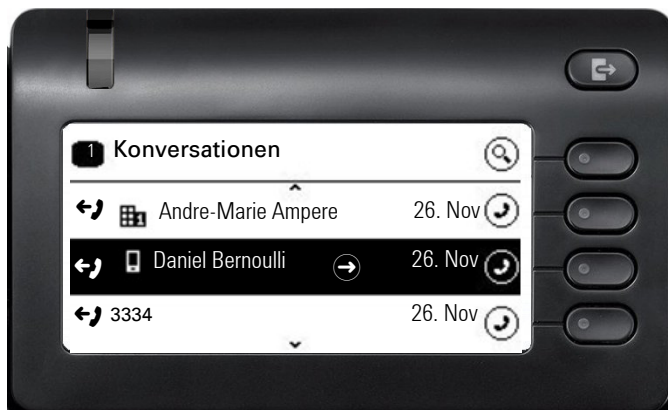 1 Konversationen
Andre-Marie Ampere 26. Nov
Daniel Bernoulli 26. Nov
3334 26. Nov